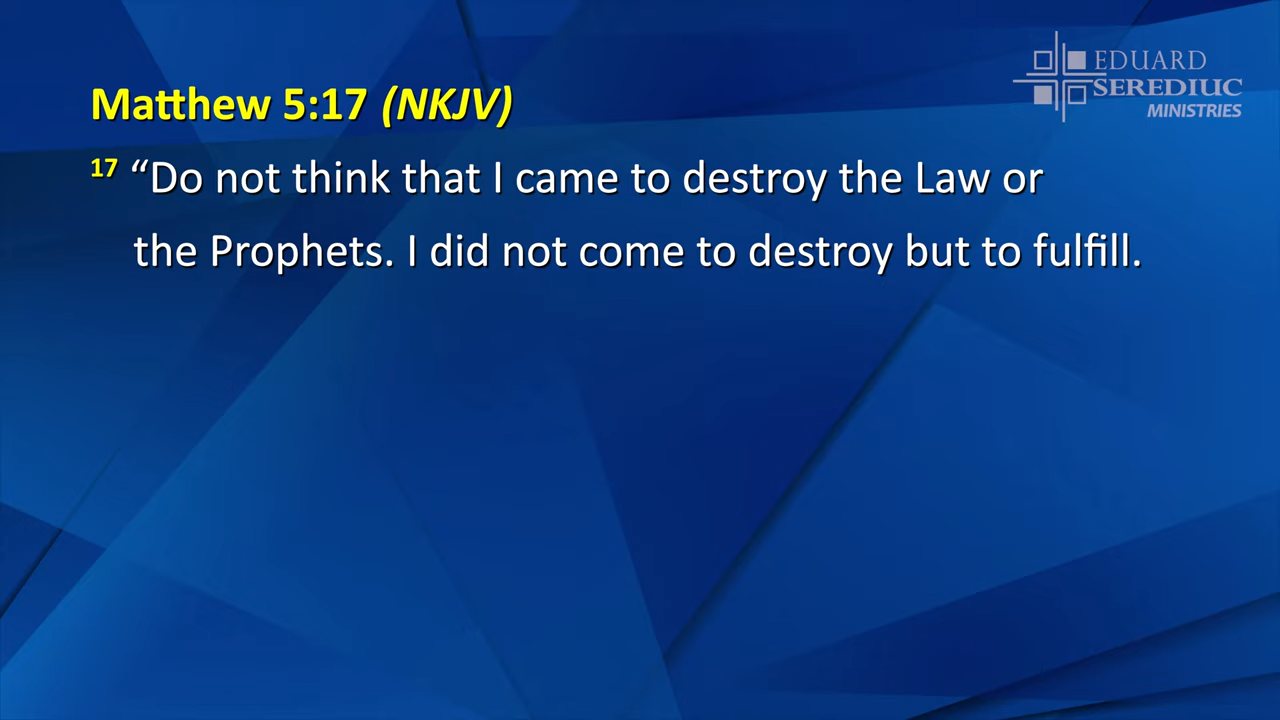 EDUARD
SEREDIUC
MINISTRIES
Matthew 5:17 (NKJV)
17 “Do not think that I came to destroy the Law or
the Prophets. I did not come to destroy but to fulfill.